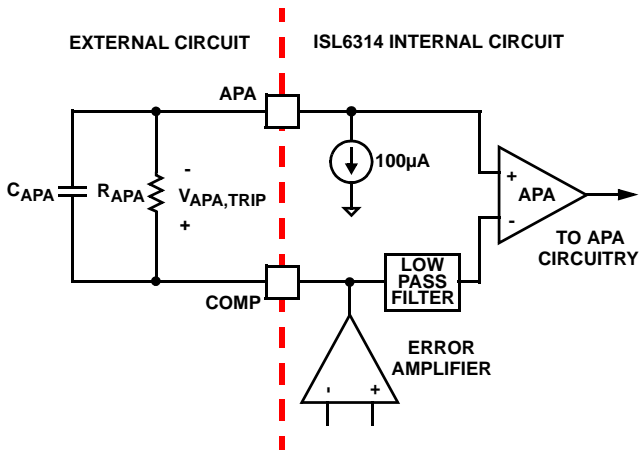 EXTERNAL CIRCUIT
ISL6314 INTERNAL CIRCUIT
APA
100µA
CAPA
RAPA
-
VAPA,TRIP
+
+
APA
-
TO APA
CIRCUITRY
LOW
PASS
FILTER
COMP
ERROR
AMPLIFIER
- +